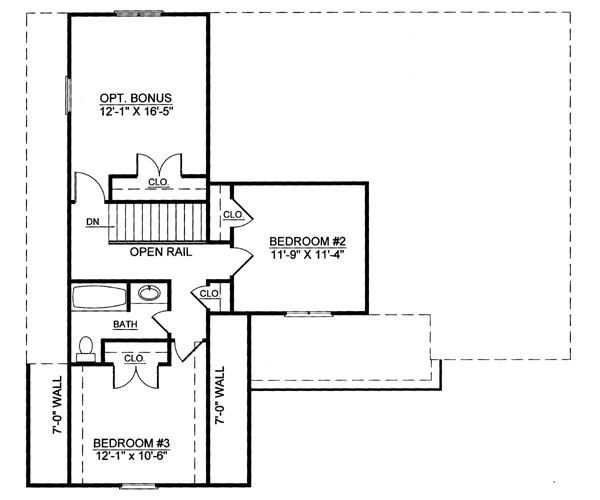 OPT. BONUS
12'-1" X 16'-5"
CLO.
DN
CLO.
BEDROOM #2
11'-9" X 11'-4"
OPEN RAIL
CLO
BATH
CLO.
7'-0" WALL
7'-0" WALL
BEDROOM #3
12'-1" x 10'-6"